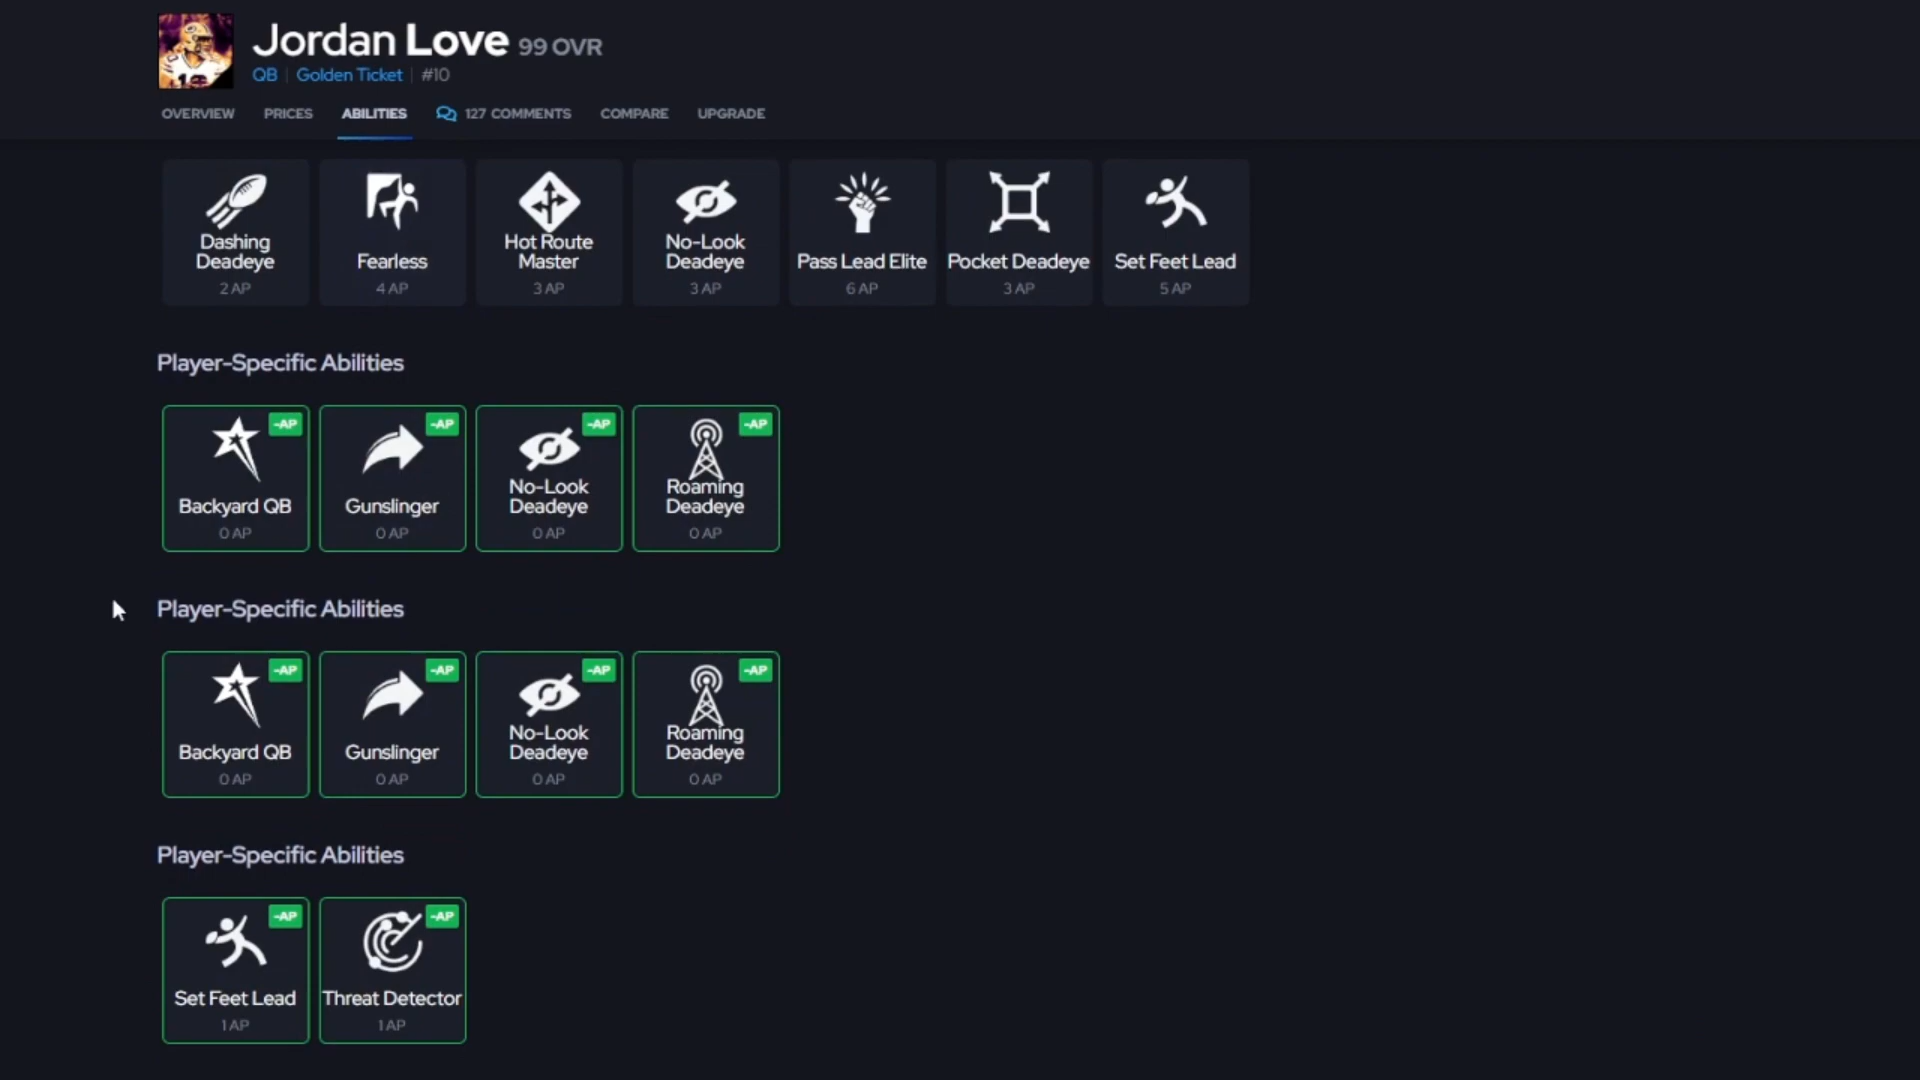 Jordan Love 99 OVR
QB | Golden Ticket | #10
OVERVIEW PRICES ABILITIES 127 COMMENTS COMPARE UPGRADE
Dashing Deadeye
2 AP
Fearless
4 AP
Hot Route Master
3 AP
No-Look Deadeye
3 AP
Pass Lead Elite
6 AP
Pocket Deadeye
3 AP
Set Feet Lead
5 AP
Player-Specific Abilities
-AP
Backyard QB
0 AP
-AP
Gunslinger
0 AP
-AP
No-Look Deadeye
0 AP
-AP
Roaming Deadeye
0 AP
Player-Specific Abilities
-AP
Backyard QB
0 AP
-AP
Gunslinger
0 AP
-AP
No-Look Deadeye
0 AP
-AP
Roaming Deadeye
0 AP
Player-Specific Abilities
-AP
Set Feet Lead
1 AP
-AP
Threat Detector
1 AP